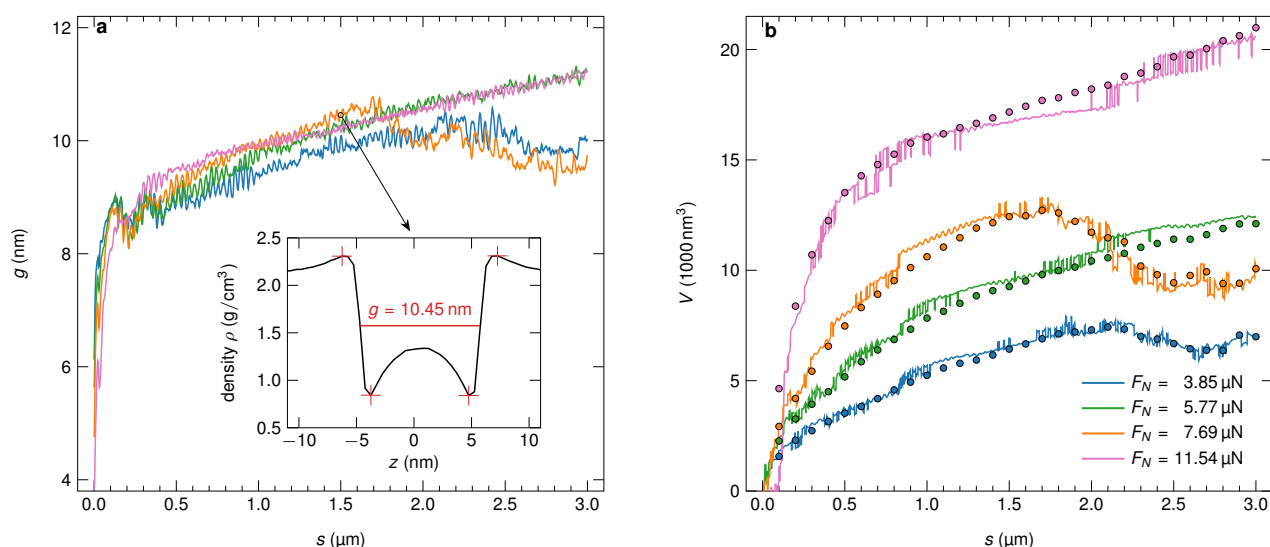 a
12
10
8
6
4
g (nm)
0.0 0.5 1.0 1.5 2.0 2.5 3.0
s (μm)
2.5
2.0
1.5
1.0
0.5
density ρ (g/cm³)
g = 10.45 nm
−10 −5 0 5 10
z (nm)
b
20
15
10
5
0
V (1000 nm³)
F_N = 3.85 μN
F_N = 5.77 μN
F_N = 7.69 μN
F_N = 11.54 μN
0.0 0.5 1.0 1.5 2.0 2.5 3.0
s (μm)